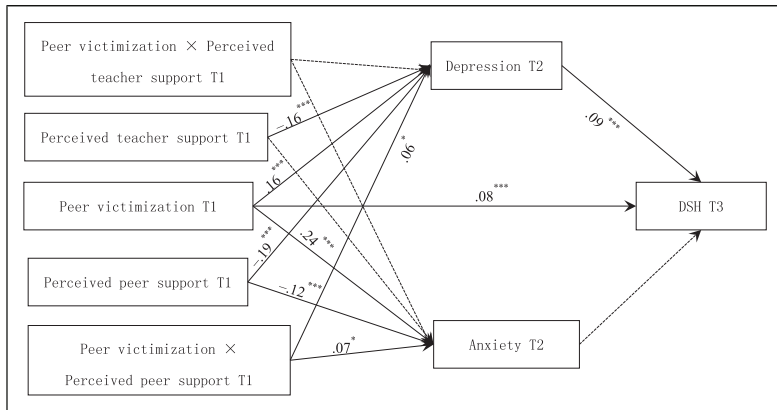 Peer victimization × Perceived
teacher support T1
Depression T2
−.16***
.09***
Perceived teacher support T1
.06*
.16***
Peer victimization T1
.08***
DSH T3
.24***
−.19***
Perceived peer support T1
−.12***
Peer victimization ×
Perceived peer support T1
.07*
Anxiety T2